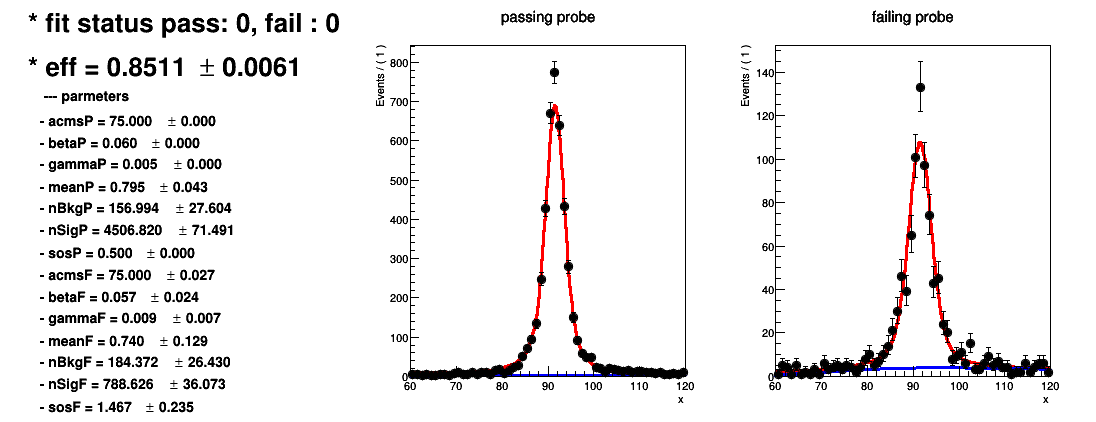 * fit status pass: 0, fail : 0
* eff = 0.8511 ± 0.0061
--- parmeters
- acmsP = 75.000 ± 0.000
- betaP = 0.060 ± 0.000
- gammaP = 0.005 ± 0.000
- meanP = 0.795 ± 0.043
- nBkgP = 156.994 ± 27.604
- nSigP = 4506.820 ± 71.491
- sosP = 0.500 ± 0.000
- acmsF = 75.000 ± 0.027
- betaF = 0.057 ± 0.024
- gammaF = 0.009 ± 0.007
- meanF = 0.740 ± 0.129
- nBkgF = 184.372 ± 26.430
- nSigF = 788.626 ± 36.073
- sosF = 1.467 ± 0.235
passing probe
Events / ( 1 )
800
700
600
500
400
300
200
100
0
60 70 80 90 100 110 120
x
failing probe
Events / ( 1 )
140
120
100
80
60
40
20
0
60 70 80 90 100 110 120
x